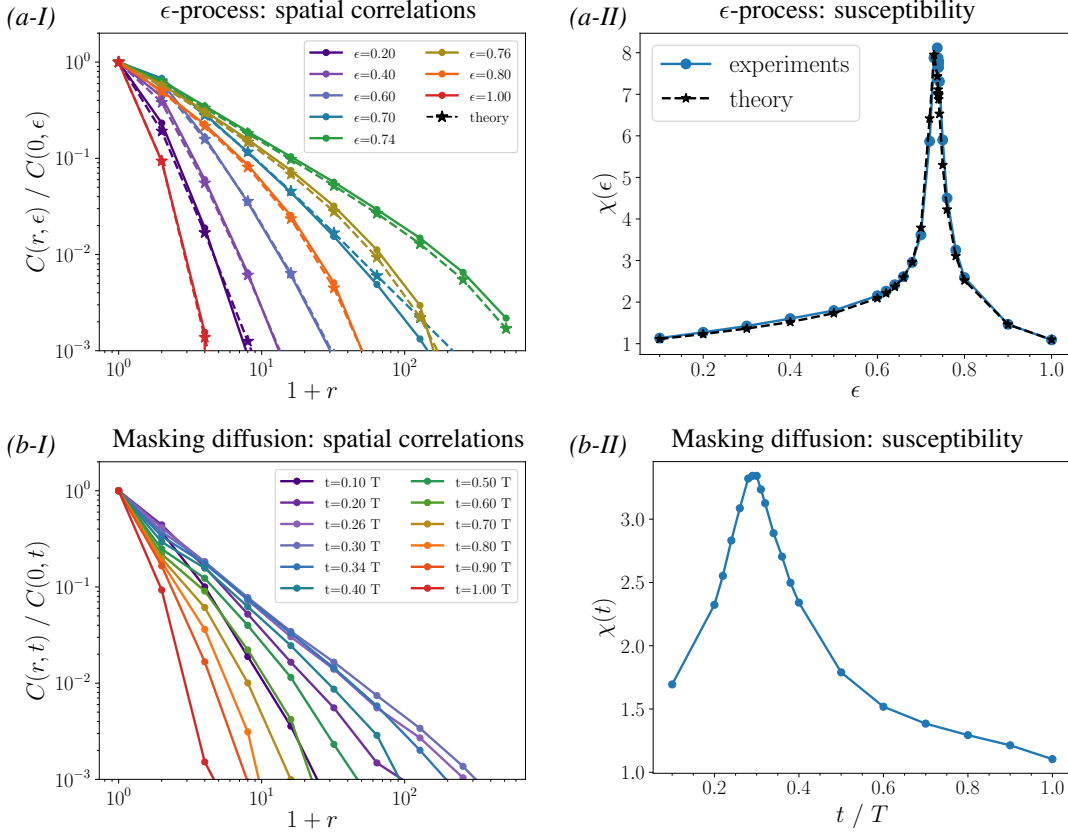 (a-I) ϵ-process: spatial correlations
C(r, ϵ) / C(0, ϵ)
10^0
10^{-1}
10^{-2}
10^{-3}
ϵ=0.20
ϵ=0.40
ϵ=0.60
ϵ=0.70
ϵ=0.74
ϵ=0.76
ϵ=0.80
ϵ=1.00
theory
10^0 10^1 10^2
1 + r
(a-II) ϵ-process: susceptibility
χ(ϵ)
8
7
6
5
4
3
2
1
experiments
theory
0.2 0.4 0.6 0.8 1.0
ϵ
(b-I) Masking diffusion: spatial correlations
C(r, t) / C(0, t)
10^0
10^{-1}
10^{-2}
10^{-3}
t=0.10 T
t=0.20 T
t=0.26 T
t=0.30 T
t=0.34 T
t=0.40 T
t=0.50 T
t=0.60 T
t=0.70 T
t=0.80 T
t=0.90 T
t=1.00 T
10^0 10^1 10^2
1 + r
(b-II) Masking diffusion: susceptibility
χ(t)
3.0
2.5
2.0
1.5
1.0
0.2 0.4 0.6 0.8 1.0
t / T